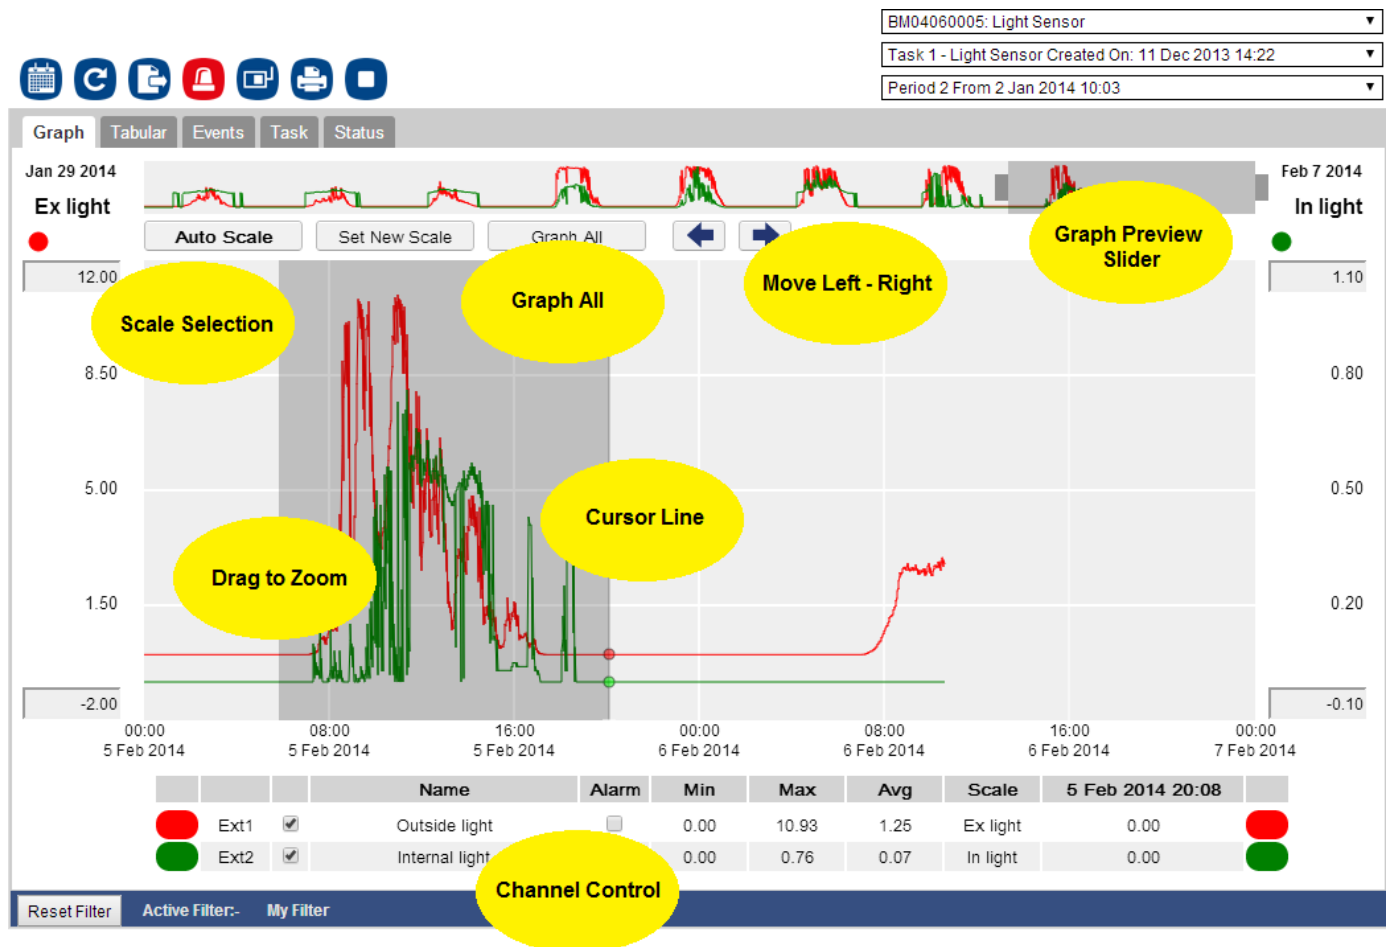 BM04060005: Light Sensor
Task 1 - Light Sensor Created On: 11 Dec 2013 14:22
Period 2 From 2 Jan 2014 10:03
Graph Tabular Events Task Status
Jan 29 2014
Feb 7 2014
Ex light
In light
Auto Scale Set New Scale Graph All
Graph Preview
Slider
Move Left - Right
Graph All
Scale Selection
12.00
1.10
8.50
0.80
5.00
0.50
Cursor Line
Drag to Zoom
1.50
0.20
-2.00
-0.10
00:00 08:00 16:00 00:00 08:00 16:00 00:00
5 Feb 2014 5 Feb 2014 5 Feb 2014 6 Feb 2014 6 Feb 2014 6 Feb 2014 7 Feb 2014
Name Alarm Min Max Avg Scale 5 Feb 2014 20:08
Ext1 Outside light 0.00 10.93 1.25 Ex light 0.00
Ext2 Internal light 0.00 0.76 0.07 In light 0.00
Channel Control
Reset Filter Active Filter:- My Filter